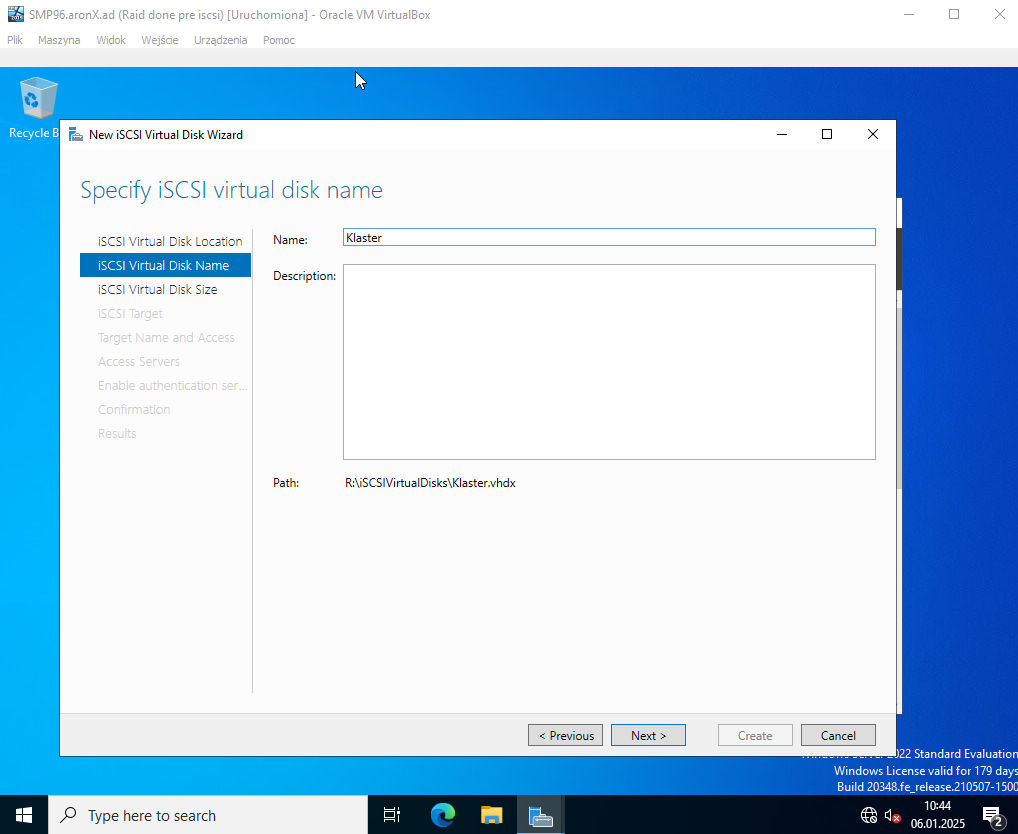 SMP96.aronX.ad (Raid done pre iscsi) [Uruchomiona] - Oracle VM VirtualBox
Plik Maszyna Widok Wejście Urządzenia Pomoc
Recycle B
New iSCSI Virtual Disk Wizard
Specify iSCSI virtual disk name
iSCSI Virtual Disk Location
iSCSI Virtual Disk Name
iSCSI Virtual Disk Size
iSCSI Target
Target Name and Access
Access Servers
Enable authentication ser...
Confirmation
Results
Name: Klaster
Description:
Path: R:\iSCSIVirtualDisks\Klaster.vhdx
< Previous Next > Create Cancel
2022 Standard Evaluation
Windows License valid for 179 days
Build 20348.fe_release.210507-1500
Type here to search
10:44
06.01.2025
2